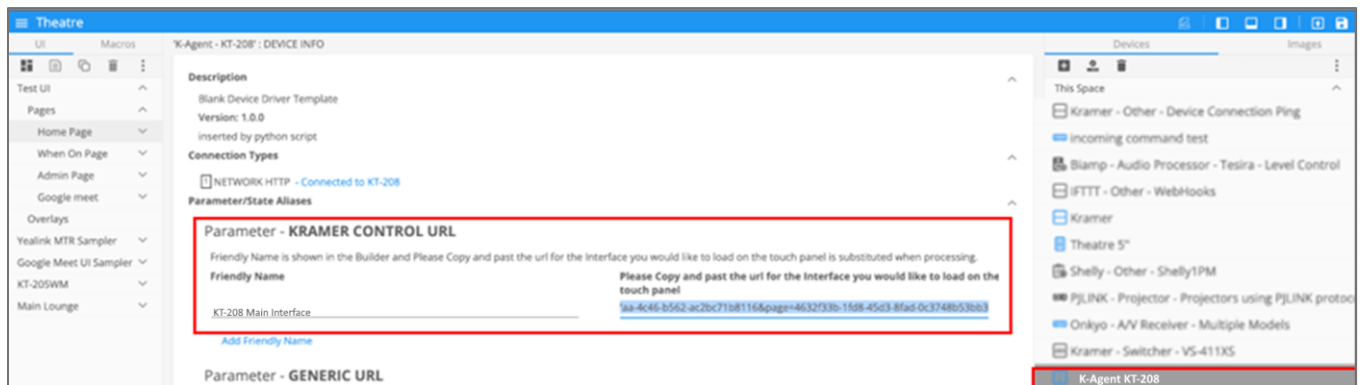 Theatre
UI Macros
Test UI
Pages
Home Page
When On Page
Admin Page
Google meet
Overlays
Yealink MTR Sampler
Google Meet UI Sampler
KT-205WM
Main Lounge
'K-Agent - KT-208' : DEVICE INFO
Description
Blank Device Driver Template
Version: 1.0.0
inserted by python script
Connection Types
NETWORK HTTP - Connected to KT-208
Parameter/State Aliases
Parameter - KRAMER CONTROL URL
Friendly Name is shown in the Builder and Please Copy and past the url for the Interface you would like to load on the touch panel is substituted when processing.
Friendly Name
Please Copy and past the url for the Interface you would like to load on the
touch panel
KT-208 Main Interface
'aa-4c46-b562-ac2bc71b8116&page=4632f33b-1fd8-45d3-8fad-0c3748b53bb3
Add Friendly Name
Parameter - GENERIC URL
Devices Images
This Space
Kramer - Other - Device Connection Ping
incoming command test
Biamp - Audio Processor - Tesira - Level Control
IFTTT - Other - WebHooks
Kramer
Theatre 5"
Shelly - Other - Shelly1PM
PJLINK - Projector - Projectors using PJLINK protoc
Onkyo - A/V Receiver - Multiple Models
Kramer - Switcher - VS-411XS
K-Agent KT-208